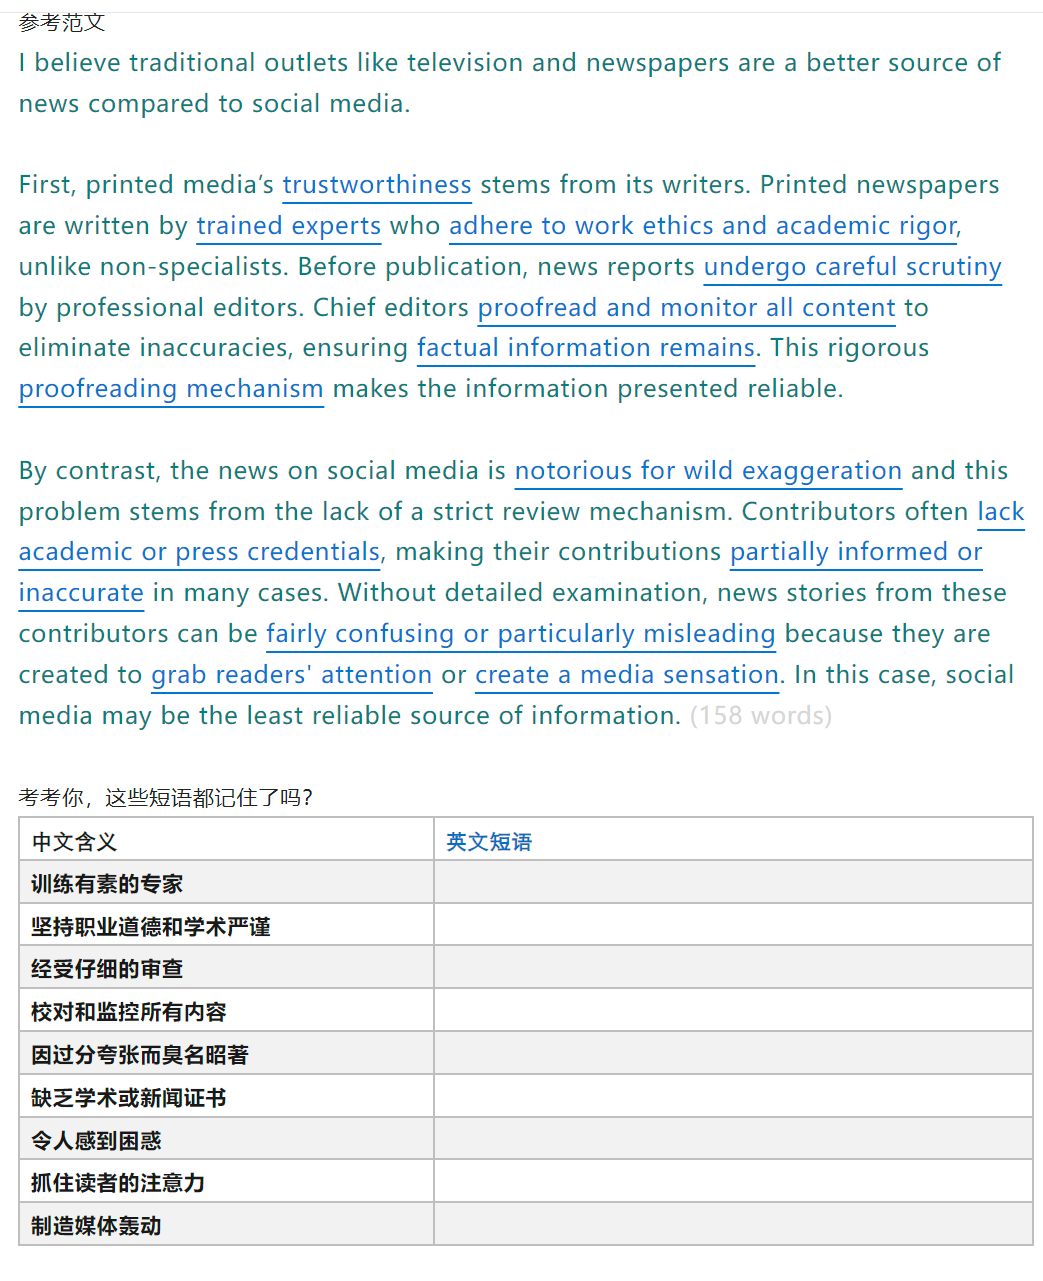 参考范文
I believe traditional outlets like television and newspapers are a better source of
news compared to social media.
First, printed media’s trustworthiness stems from its writers. Printed newspapers
are written by trained experts who adhere to work ethics and academic rigor,
unlike non-specialists. Before publication, news reports undergo careful scrutiny
by professional editors. Chief editors proofread and monitor all content to
eliminate inaccuracies, ensuring factual information remains. This rigorous
proofreading mechanism makes the information presented reliable.
By contrast, the news on social media is notorious for wild exaggeration and this
problem stems from the lack of a strict review mechanism. Contributors often lack
academic or press credentials, making their contributions partially informed or
inaccurate in many cases. Without detailed examination, news stories from these
contributors can be fairly confusing or particularly misleading because they are
created to grab readers' attention or create a media sensation. In this case, social
media may be the least reliable source of information. (158 words)
考考你，这些短语都记住了吗？
中文含义 英文短语
训练有素的专家
坚持职业道德和学术严谨
经受仔细的审查
校对和监控所有内容
因过分夸张而臭名昭著
缺乏学术或新闻证书
令人感到困惑
抓住读者的注意力
制造媒体轰动